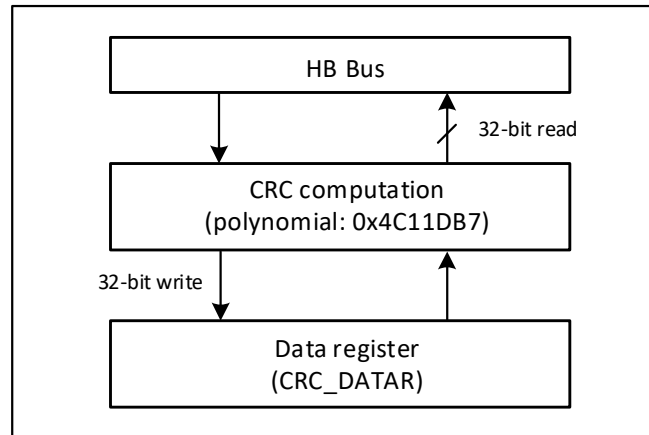 HB Bus
32-bit read
CRC computation
(polynomial: 0x4C11DB7)
32-bit write
Data register
(CRC_DATAR)